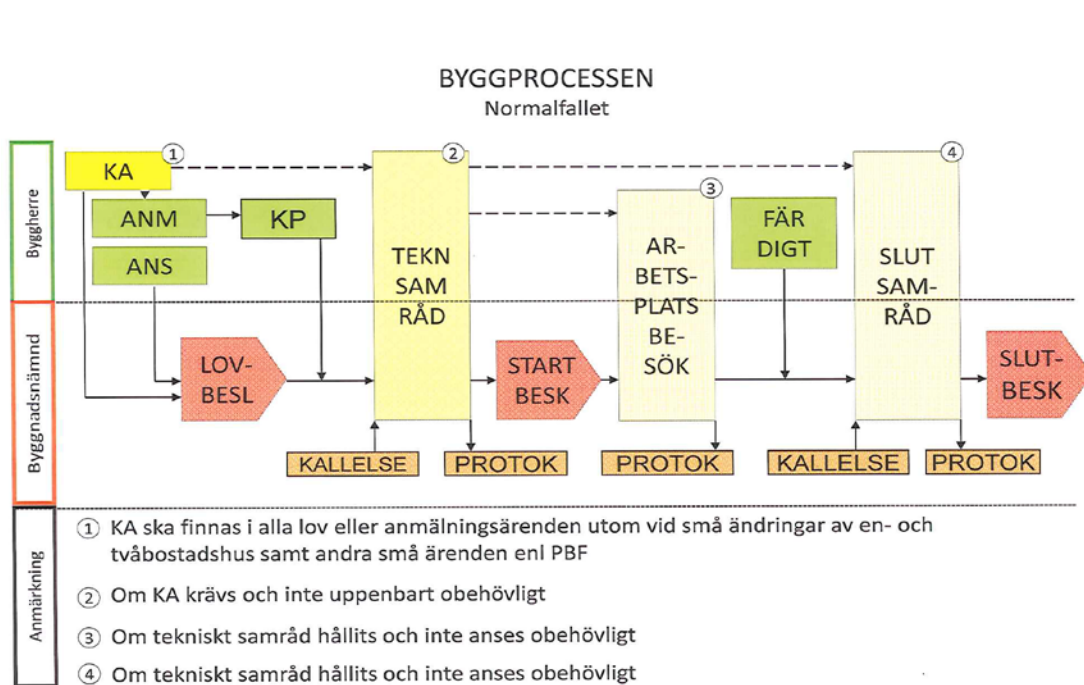 BYGGPROCESSEN
Normalfallet
Byggherre
KA
1
2
4
ANM
KP
3
ANS
TEKN
SAM
RÅD
AR-
BETS-
PLATS
BE-
SÖK
FÄR
DIGT
SLUT
SAM-
RÅD
Byggnadsnämnd
LOV-
BESL
START
BESK
SLUT-
BESK
KALLELSE
PROTOK
PROTOK
KALLELSE
PROTOK
Anmärkning
1 KA ska finnas i alla lov eller anmälningsärenden utom vid små ändringar av en- och
tvåbostadshus samt andra små ärenden enl PBF
2 Om KA krävs och inte uppenbart obehövligt
3 Om tekniskt samråd hållits och inte anses obehövligt
4 Om tekniskt samråd hållits och inte anses obehövligt